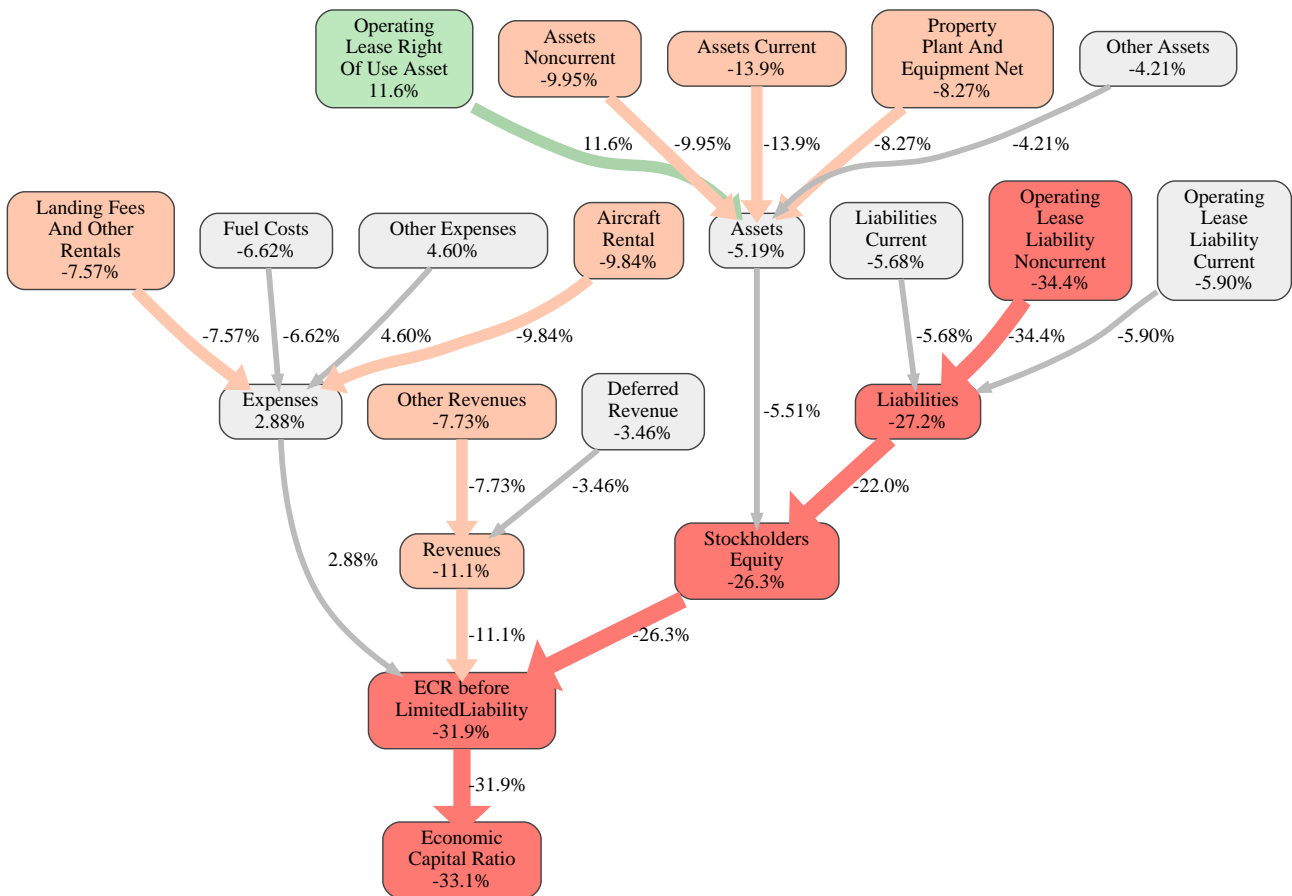 Operating
Lease Right
Of Use Asset
11.6%
Assets
Noncurrent
-9.95%
Assets Current
-13.9%
Property
Plant And
Equipment Net
-8.27%
Other Assets
-4.21%
11.6%
-9.95%
-13.9%
-8.27%
-4.21%
Landing Fees
And Other
Rentals
-7.57%
Fuel Costs
-6.62%
Other Expenses
4.60%
Aircraft
Rental
-9.84%
Assets
-5.19%
Liabilities
Current
-5.68%
Operating
Lease
Liability
Noncurrent
-34.4%
Operating
Lease
Liability
Current
-5.90%
-7.57%
-6.62%
4.60%
-9.84%
-5.68%
-34.4%
-5.90%
Expenses
2.88%
Other Revenues
-7.73%
Deferred
Revenue
-3.46%
-5.51%
Liabilities
-27.2%
-7.73%
-3.46%
-22.0%
2.88%
Revenues
-11.1%
Stockholders
Equity
-26.3%
-11.1%
-26.3%
ECR before
LimitedLiability
-31.9%
-31.9%
Economic
Capital Ratio
-33.1%